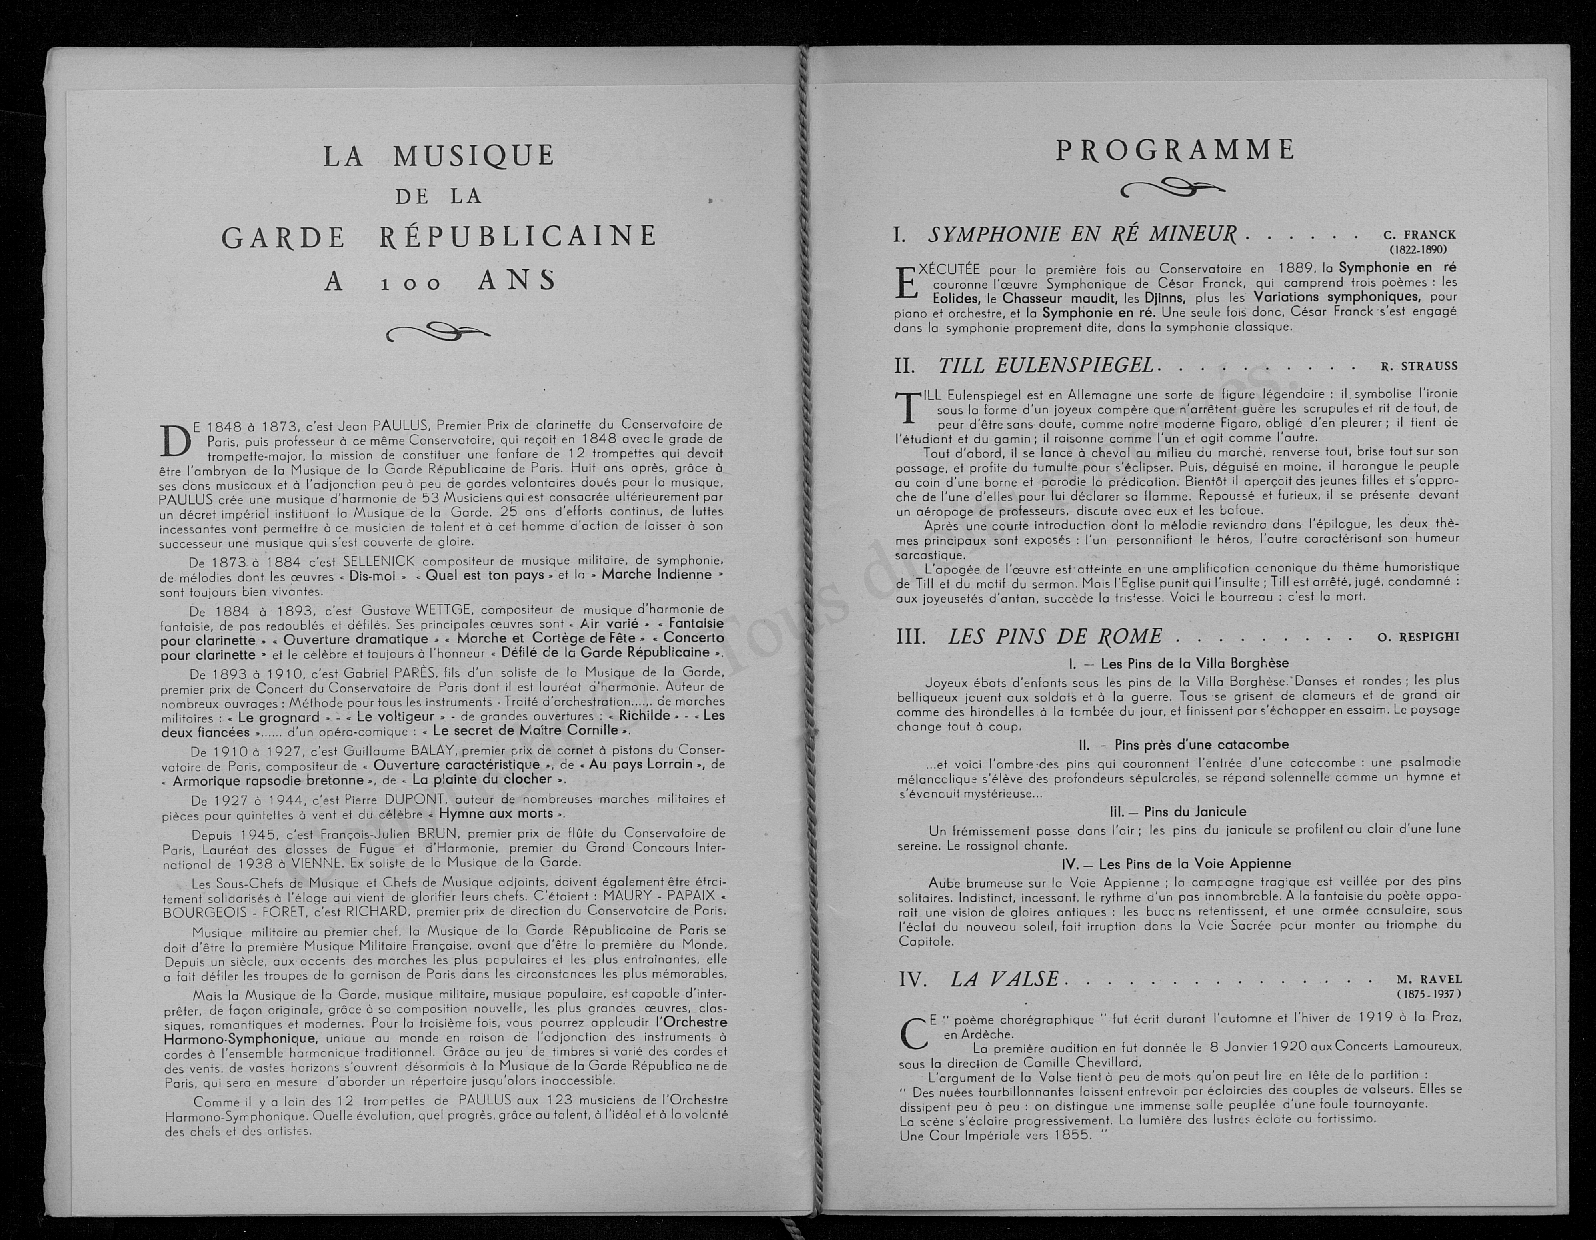 LA MUSIQUE
DE LA
GARDE RÉPUBLICAINE
A 100 ANS
DE 1848 à 1873, c'est Jean PAULUS, Premier Prix de clarinette du Conservatoire de
Paris, puis professeur à ce même Conservatoire, qui reçoit en 1848 avec le grade de
trompette-major, la mission de constituer une fanfare de 12 trompettes qui devait
être l'embryon de la Musique de la Garde Républicaine de Paris. Huit ans après, grâce à
ses dons musicaux et à l'adjonction peu à peu de gardes volontaires doués pour la musique,
PAULUS crée une musique d'harmonie de 53 Musiciens qui est consacrée ultérieurement par
un décret impérial instituant la Musique de la Garde. 25 ans d'efforts continus, de luttes
incessantes vont permettre à ce musicien de talent et à cet homme d'action de laisser à son
successeur une musique qui s'est couverte de gloire.
De 1873 à 1884 c'est SELLENICK compositeur de musique militaire, de symphonie,
de mélodies dont les œuvres « Dis-moi » « Quel est ton pays » et la « Marche Indienne »
sont toujours bien vivantes.
De 1884 à 1893, c'est Gustave WETTGE, compositeur de musique d'harmonie de
fantaisie, de pas redoublés et défilés. Ses principales œuvres sont « Air varié » « Fantaisie
pour clarinette » « Ouverture dramatique » « Marche et Cortège de Fête » « Concerto
pour clarinette » et le célèbre et toujours à l'honneur « Défilé de la Garde Républicaine ».
De 1893 à 1910, c'est Gabriel PARÈS, fils d'un soliste de la Musique de la Garde,
premier prix de Concert du Conservatoire de Paris dont il est lauréat d'harmonie. Auteur de
nombreux ouvrages : Méthode pour tous les instruments - Traité d'orchestration...... de marches
militaires : « Le grognard » - « Le voltigeur » - de grandes ouvertures : « Richilde » - « Les
deux fiancées »...... d'un opéra-comique : « Le secret de Maître Cornille ».
De 1910 à 1927, c'est Guillaume BALAY, premier prix de cornet à pistons du Conser-
vatoire de Paris, compositeur de « Ouverture caractéristique », de « Au pays Lorrain », de
« Armorique rapsodie bretonne », de « La plainte du clocher ».
De 1927 à 1944, c'est Pierre DUPONT, auteur de nombreuses marches militaires et
pièces pour quintettes à vent et du célèbre « Hymne aux morts ».
Depuis 1945, c'est François-Julien BRUN, premier prix de flûte du Conservatoire de
Paris, Lauréat des classes de Fugue et d'Harmonie, premier du Grand Concours Inter-
national de 1938 à VIENNE. Ex soliste de la Musique de la Garde.
Les Sous-Chefs de Musique et Chefs de Musique adjoints, doivent également être étroi-
tement solidarisés à l'éloge qui vient de glorifier leurs chefs. C'étaient : MAURY - PAPAIX -
BOURGEOIS - FORET, c'est RICHARD, premier prix de direction du Conservatoire de Paris.
Musique militaire au premier chef, la Musique de la Garde Républicaine de Paris se
doit d'être la première Musique Militaire Française, avant que d'être la première du Monde.
Depuis un siècle, aux accents des marches les plus populaires et les plus entraînantes, elle
a fait défiler les troupes de la garnison de Paris dans les circonstances les plus mémorables.
Mais la Musique de la Garde, musique militaire, musique populaire, est capable d'inter-
prêter, de façon originale, grâce à sa composition nouvelle, les plus grandes œuvres, clas-
siques, romantiques et modernes. Pour la troisième fois, vous pourrez applaudir l'Orchestre
Harmono-Symphonique, unique au monde en raison de l'adjonction des instruments à
cordes à l'ensemble harmonique traditionnel. Grâce au jeu de timbres si varié des cordes et
des vents, de vastes horizons s'ouvrent désormais à la Musique de la Garde Républicaine de
Paris, qui sera en mesure d'aborder un répertoire jusqu'alors inaccessible.
Comme il y a loin des 12 trompettes de PAULUS aux 123 musiciens de l'Orchestre
Harmono-Symphonique. Quelle évolution, quel progrès, grâce au talent, à l'idéal et à la volonté
des chefs et des artistes.
PROGRAMME
I. SYMPHONIE EN RÉ MINEUR . . . . . . C. FRANCK
(1822-1890)
EXÉCUTÉE pour la première fois au Conservatoire en 1889, la Symphonie en ré
couronne l'œuvre Symphonique de César Franck, qui comprend trois poèmes : les
Eolides, le Chasseur maudit, les Djinns, plus les Variations symphoniques, pour
piano et orchestre, et la Symphonie en ré. Une seule fois donc, César Franck s'est engagé
dans la symphonie proprement dite, dans la symphonie classique.
II. TILL EULENSPIEGEL . . . . . . . . . . R. STRAUSS
TILL Eulenspiegel est en Allemagne une sorte de figure légendaire : il symbolise l'ironie
sous la forme d'un joyeux compère que n'arrêtent guère les scrupules et rit de tout, de
peur d'être sans doute, comme notre moderne Figaro, obligé d'en pleurer ; il tient de
l'étudiant et du gamin ; il raisonne comme l'un et agit comme l'autre.
Tout d'abord, il se lance à cheval au milieu du marché, renverse tout, brise tout sur son
passage, et profite du tumulte pour s'éclipser. Puis, déguisé en moine, il harangue le peuple
au coin d'une borne et parodie la prédication. Bientôt il aperçoit des jeunes filles et s'appro-
che de l'une d'elles pour lui déclarer sa flamme. Repoussé et furieux, il se présente devant
un aéropage de professeurs, discute avec eux et les bafoue.
Après une courte introduction dont la mélodie reviendra dans l'épilogue, les deux thè-
mes principaux sont exposés : l'un personnifiant le héros, l'autre caractérisant son humeur
sarcastique.
L'apogée de l'œuvre est atteinte en une amplification canonique du thème humoristique
de Till et du motif du sermon. Mais l'Eglise punit qui l'insulte ; Till est arrêté, jugé, condamné :
aux joyeusetés d'antan, succède la tristesse. Voici le bourreau : c'est la mort.
III. LES PINS DE ROME . . . . . . . . . O. RESPIGHI
I. — Les Pins de la Villa Borghèse
Joyeux ébats d'enfants sous les pins de la Villa Borghèse. Danses et rondes ; les plus
belliqueux jouent aux soldats et à la guerre. Tous se grisent de clameurs et de grand air
comme des hirondelles à la tombée du jour, et finissent par s'échapper en essaim. Le paysage
change tout à coup.
II. - Pins près d'une catacombe
...et voici l'ombre des pins qui couronnent l'entrée d'une catacombe : une psalmodie
mélancolique s'élève des profondeurs sépulcrales, se répand solennelle comme un hymne et
s'évanouit mystérieuse...
III. — Pins du Janicule
Un frémissement passe dans l'air ; les pins du janicule se profilent au clair d'une lune
sereine. Le rossignol chante.
IV. — Les Pins de la Voie Appienne
Aube brumeuse sur la Voie Appienne ; la campagne tragique est veillée par des pins
solitaires. Indistinct, incessant, le rythme d'un pas innombrable. A la fantaisie du poète appa-
raît une vision de gloires antiques : les buccins retentissent, et une armée consulaire, sous
l'éclat du nouveau soleil, fait irruption dans la Voie Sacrée pour monter au triomphe du
Capitole.
IV. LA VALSE . . . . . . . . . . . . . . M. RAVEL
(1875-1937)
CE " poème chorégraphique " fut écrit durant l'automne et l'hiver de 1919 à la Praz,
en Ardèche.
La première audition en fut donnée le 8 Janvier 1920 aux Concerts Lamoureux,
sous la direction de Camille Chevillard.
L'argument de la Valse tient à peu de mots qu'on peut lire en tête de la partition :
" Des nuées tourbillonnantes laissent entrevoir par éclaircies des couples de valseurs. Elles se
dissipent peu à peu : on distingue une immense salle peuplée d'une foule tournoyante.
La scène s'éclaire progressivement. La lumière des lustres éclate au fortissimo.
Une Cour Impériale vers 1855. "